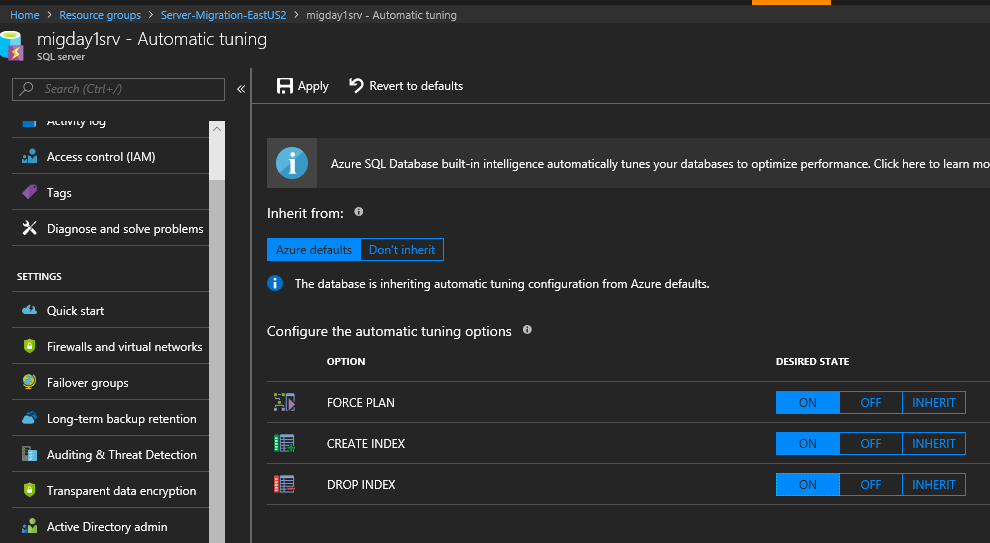 Home > Resource groups > Server-Migration-EastUS2 > migday1srv - Automatic tuning
migday1srv - Automatic tuning
SQL server
Search (Ctrl+/)
«
Activity log
Access control (IAM)
Tags
Diagnose and solve problems
SETTINGS
Quick start
Firewalls and virtual networks
Failover groups
Long-term backup retention
Auditing & Threat Detection
Transparent data encryption
Active Directory admin
Apply Revert to defaults
Azure SQL Database built-in intelligence automatically tunes your databases to optimize performance. Click here to learn mo
Inherit from:
Azure defaults Don't inherit
The database is inheriting automatic tuning configuration from Azure defaults.
Configure the automatic tuning options
OPTION DESIRED STATE
FORCE PLAN ON OFF INHERIT
CREATE INDEX ON OFF INHERIT
DROP INDEX ON OFF INHERIT